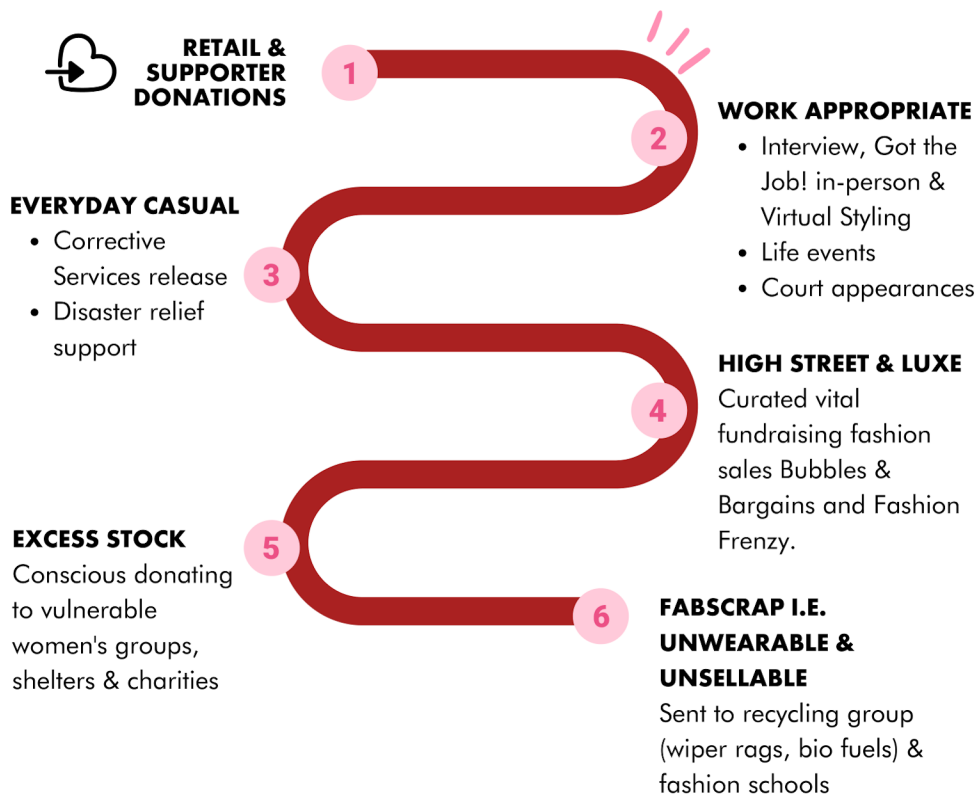 1
RETAIL &
SUPPORTER
DONATIONS
2
WORK APPROPRIATE
• Interview, Got the
Job! in-person &
Virtual Styling
• Life events
• Court appearances
3
EVERYDAY CASUAL
• Corrective
Services release
• Disaster relief
support
4
HIGH STREET & LUXE
Curated vital
fundraising fashion
sales Bubbles &
Bargains and Fashion
Frenzy.
5
EXCESS STOCK
Conscious donating
to vulnerable
women's groups,
shelters & charities
6
FABSCRAP I.E.
UNWEARABLE &
UNSELLABLE
Sent to recycling group
(wiper rags, bio fuels) &
fashion schools